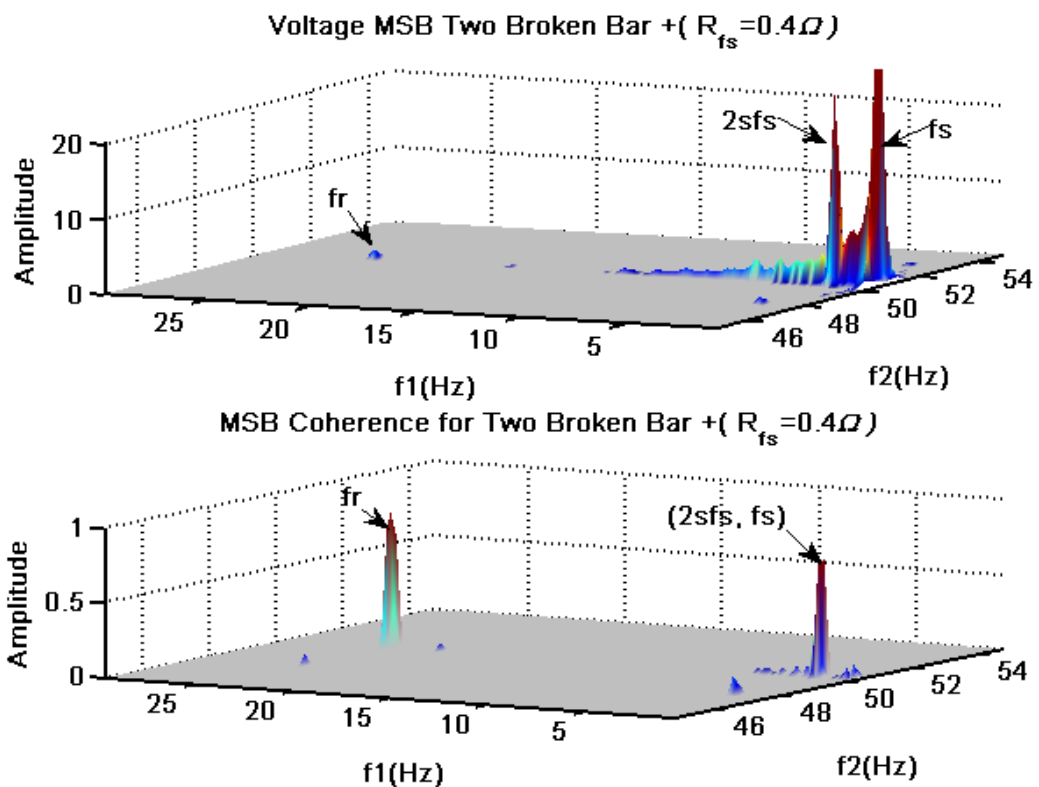 Voltage MSB Two Broken Bar +( Rfs=0.4Ω)
Amplitude
20
10
0
fr
2sfs
fs
25
20
15
10
5
f1(Hz)
46
48
50
52
54
f2(Hz)
MSB Coherence for Two Broken Bar +( Rfs=0.4Ω)
Amplitude
1
0.5
0
fr
(2sfs, fs)
25
20
15
10
5
f1(Hz)
46
48
50
52
54
f2(Hz)